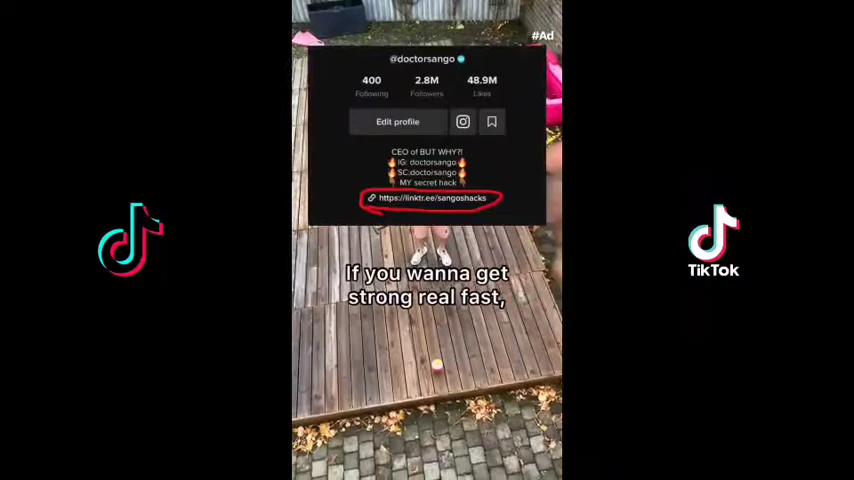 #Ad
@doctorsango
400 2.8M 48.9M
Following Followers Likes
Edit profile
CEO of BUT WHY?!
🔥IG: doctorsango🔥
🔥SC:doctorsango🔥
👇🏾MY secret hack👇🏾
https://linktr.ee/sangoshacks
If you wanna get
strong real fast,
TikTok